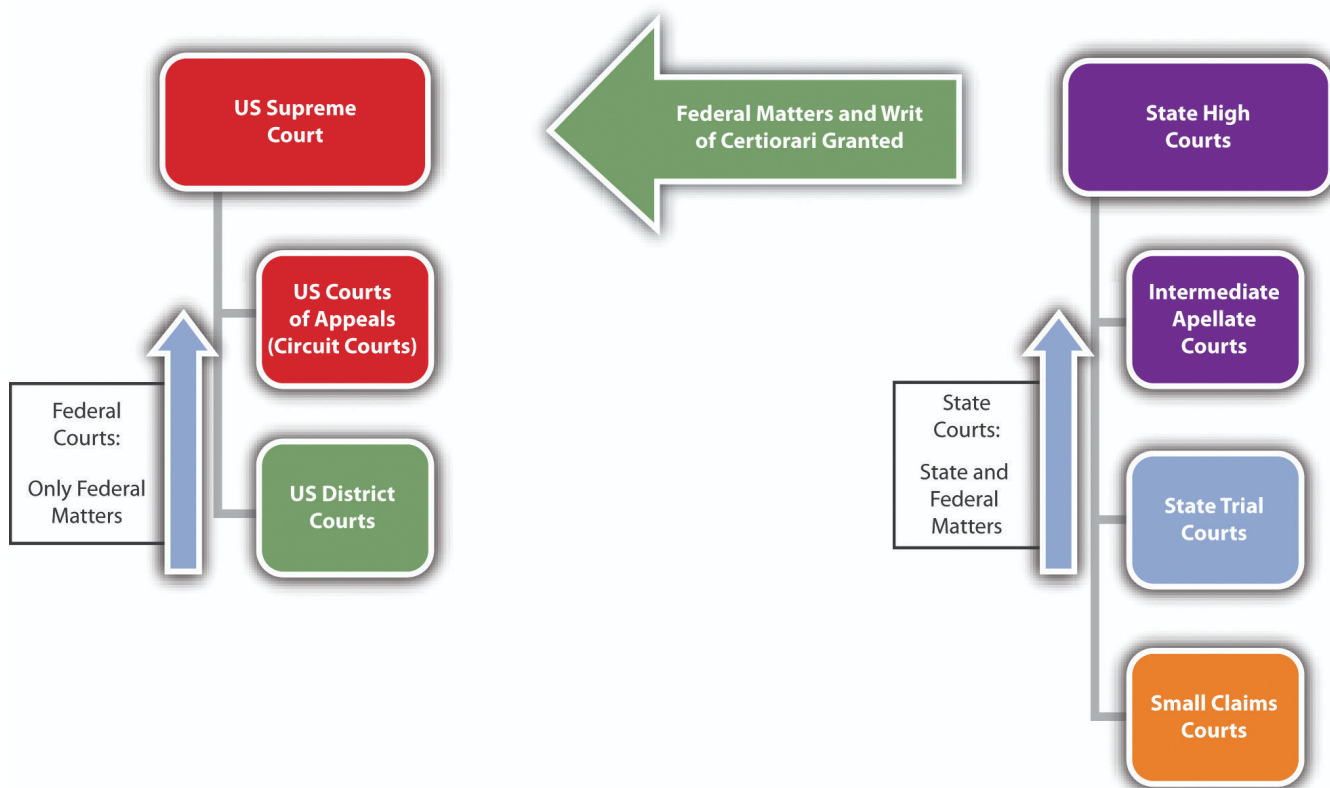 US Supreme
Court
Federal Matters and Writ
of Certiorari Granted
State High
Courts
US Courts
of Appeals
(Circuit Courts)
Intermediate
Apellate
Courts
Federal
Courts:
Only Federal
Matters
US District
Courts
State
Courts:
State and
Federal
Matters
State Trial
Courts
Small Claims
Courts